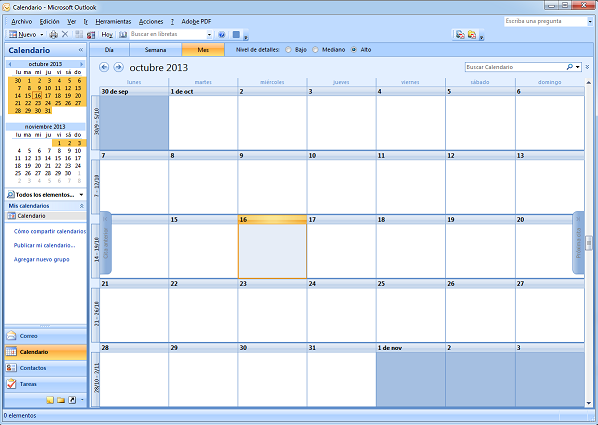 Calendario - Microsoft Outlook
Archivo Edición Ver Ir Herramientas Acciones ? Adobe PDF Escriba una pregunta
Nuevo Hoy Buscar en libretas
Calendario « Día Semana Mes Nivel de detalles: Bajo Mediano Alto
octubre 2013
lu ma mi ju vi sá do
30 1 2 3 4 5 6
7 8 9 10 11 12 13
14 15 16 17 18 19 20
21 22 23 24 25 26 27
28 29 30 31
noviembre 2013
lu ma mi ju vi sá do
1 2 3
4 5 6 7 8 9 10
11 12 13 14 15 16 17
18 19 20 21 22 23 24
25 26 27 28 29 30 1
2 3 4 5 6 7 8
Todos los elementos...
Mis calendarios
Calendario
Cómo compartir calendarios
Publicar mi calendario...
Agregar nuevo grupo
Correo
Calendario
Contactos
Tareas
octubre 2013 Buscar Calendario
lunes martes miércoles jueves viernes sábado domingo
30 de sep 1 de oct 2 3 4 5 6
30/9 - 5/10
7 8 9 10 11 12 13
7 - 12/10
15 16 17 18 19 20
14 - 19/10
21 22 23 24 25 26 27
21 - 26/10
28 29 30 31 1 de nov 2 3
28/10 - 2/11
0 elementos